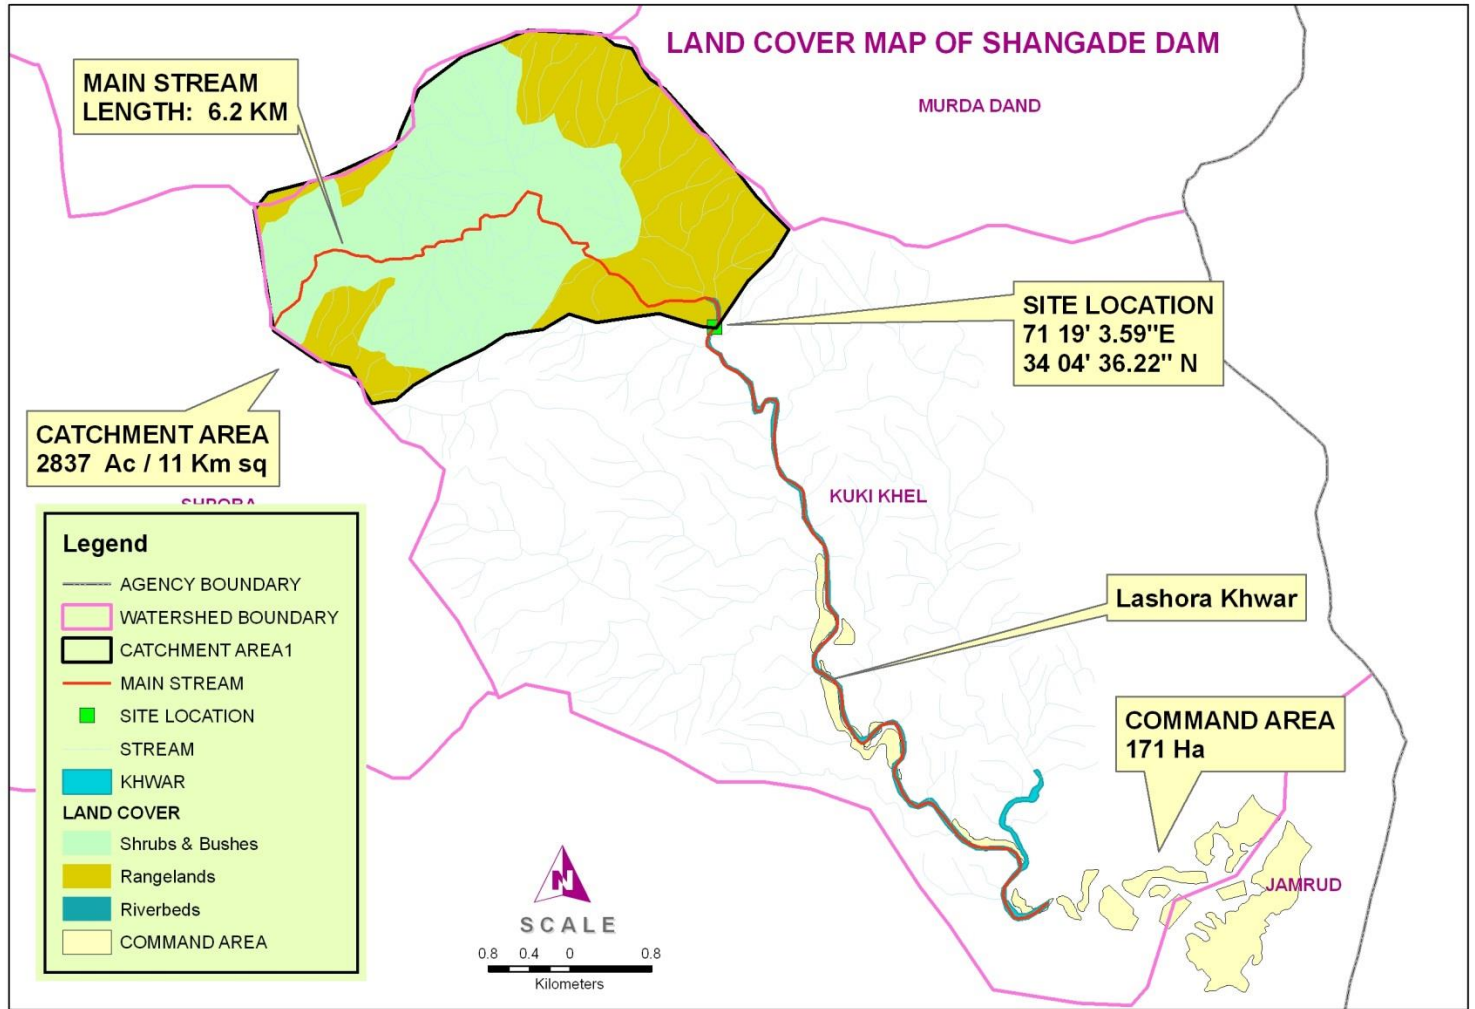 LAND COVER MAP OF SHANGADE DAM
MAIN STREAM
LENGTH: 6.2 KM
MURDA DAND
SITE LOCATION
71 19' 3.59"E
34 04' 36.22" N
CATCHMENT AREA
2837 Ac / 11 Km sq
KUKI KHEL
Lashora Khwar
COMMAND AREA
171 Ha
JAMRUD
Legend
AGENCY BOUNDARY
WATERSHED BOUNDARY
CATCHMENT AREA1
MAIN STREAM
SITE LOCATION
STREAM
KHWAR
LAND COVER
Shrubs & Bushes
Rangelands
Riverbeds
COMMAND AREA
N
SCALE
0.8 0.4 0 0.8
Kilometers